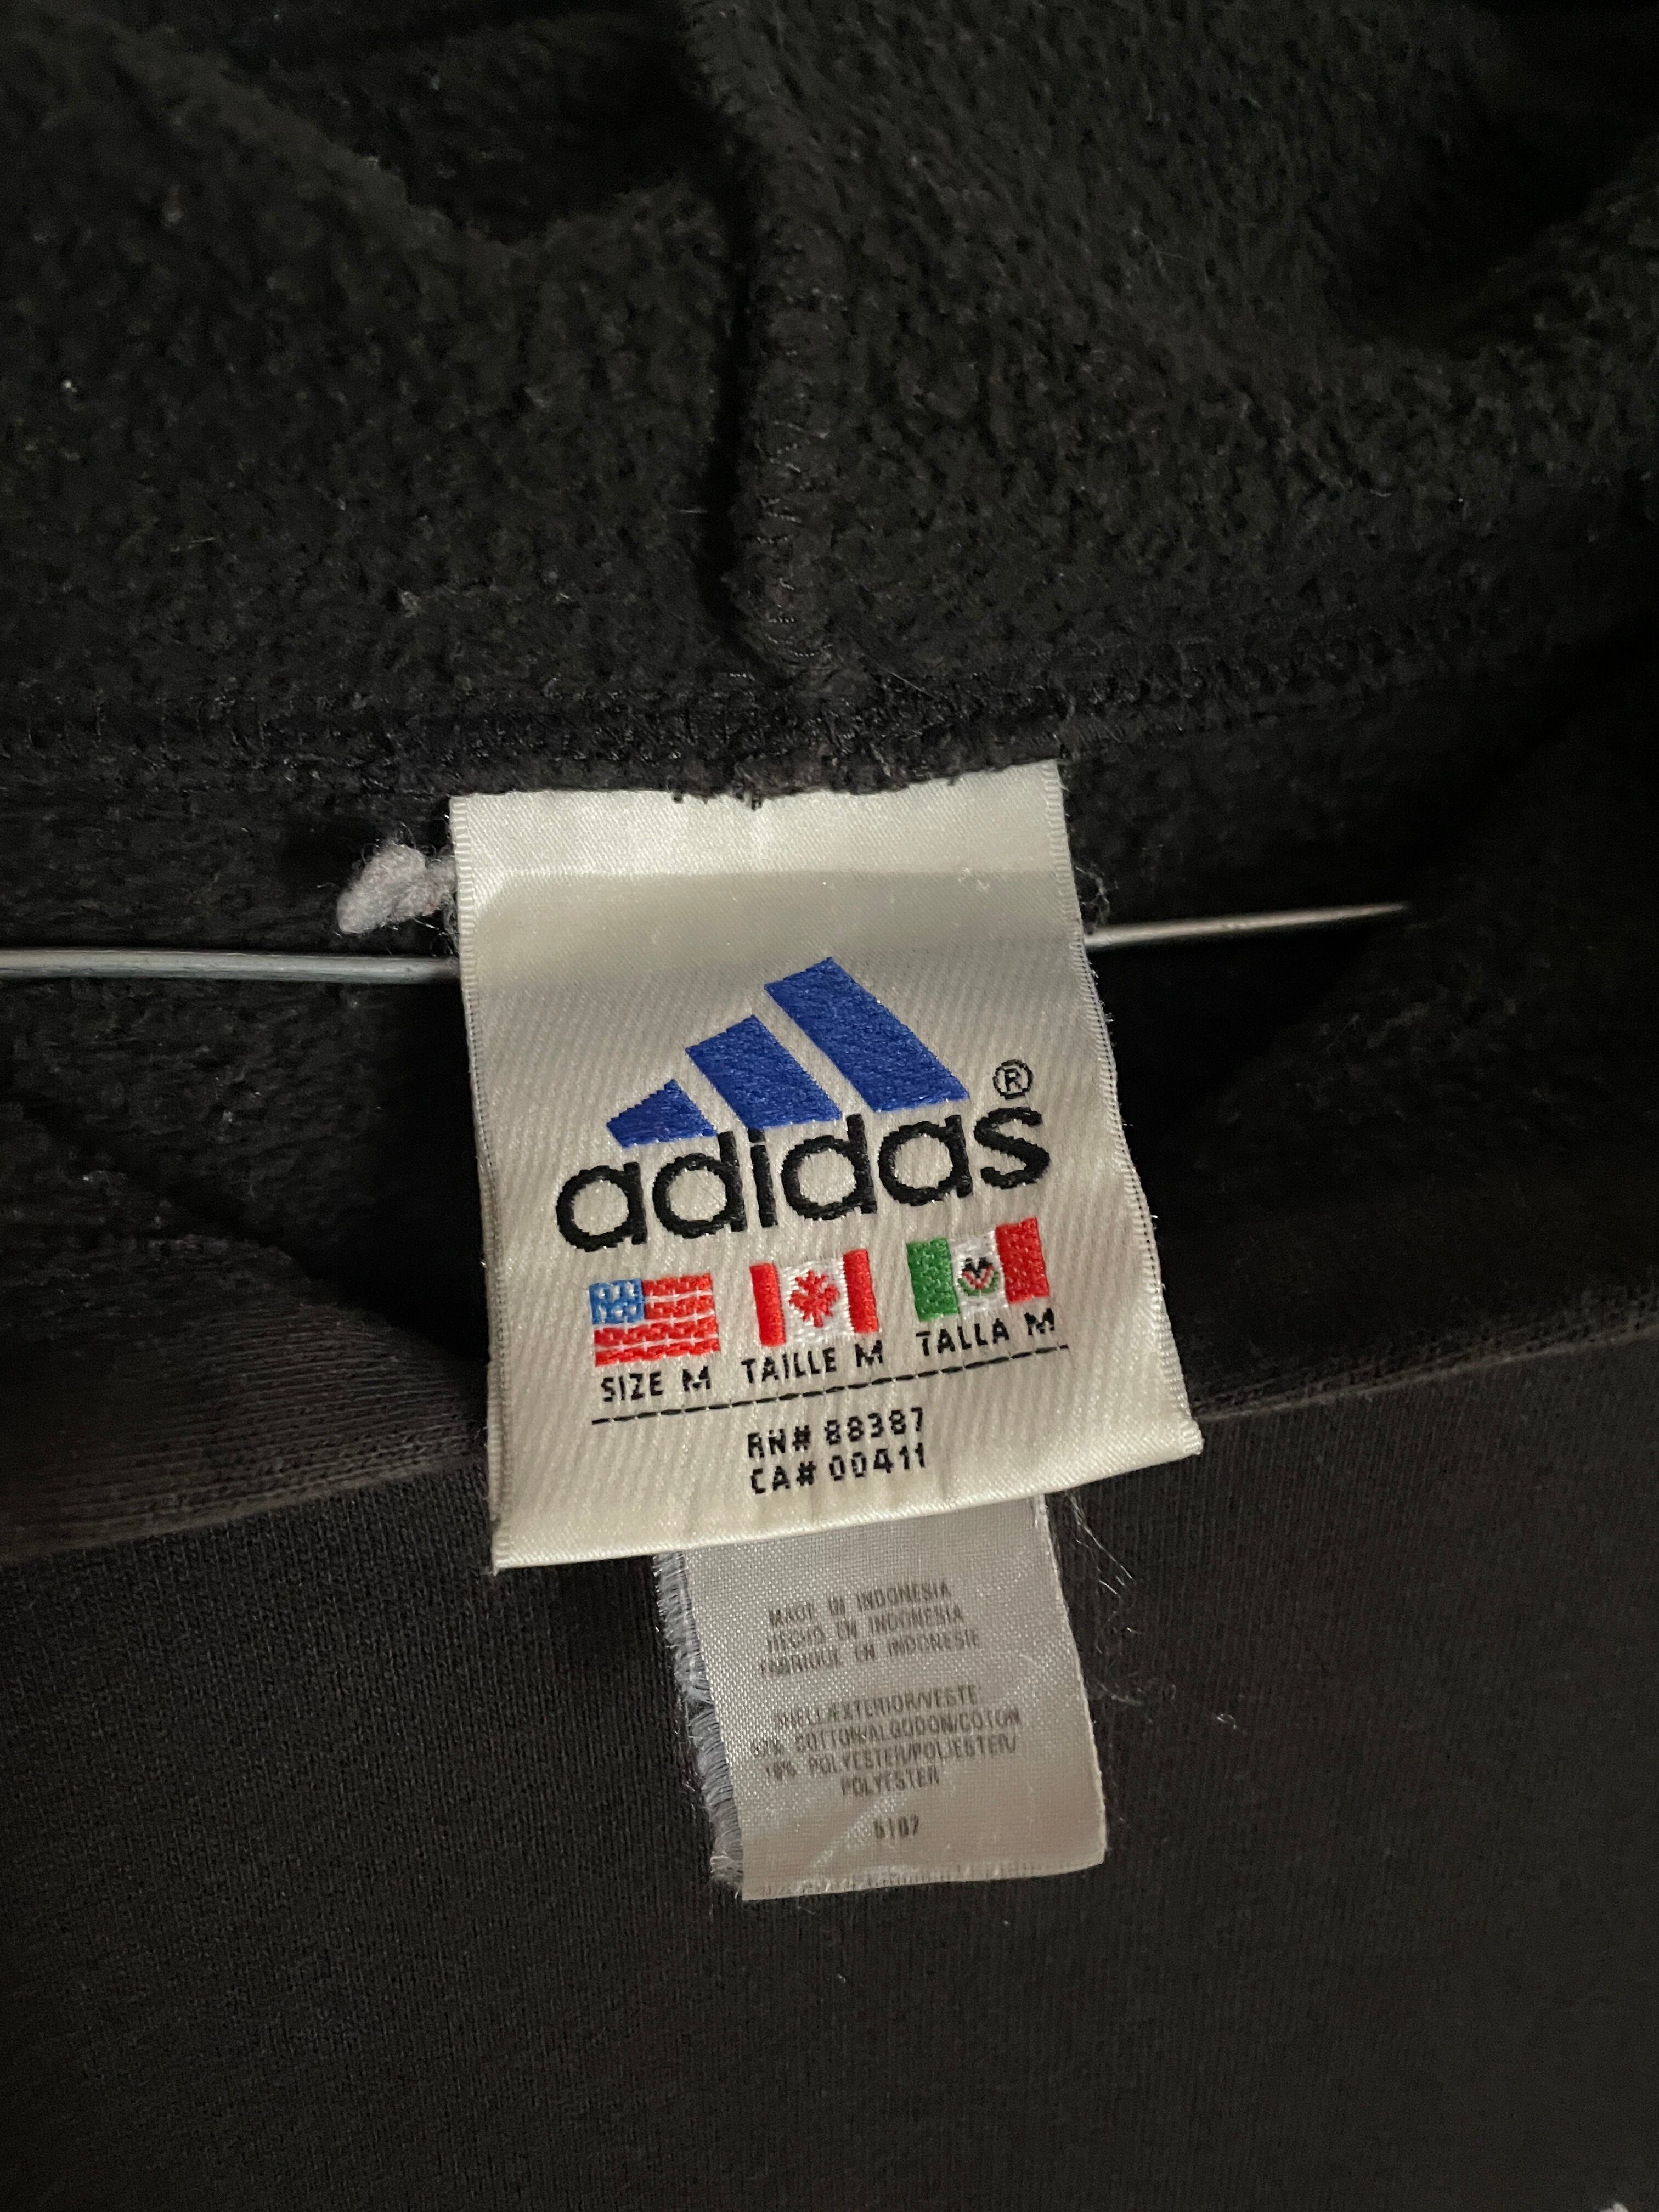 adidas®
SIZE M TAILLE M TALLA M
RN# 88387
CA# 00411
MADE IN INDONESIA
HECHO EN INDONESIA
FABRIQUE EN INDONESIE
SHELL/EXTERIOR/VESTE:
COTTON/ALGODON/COTON
POLYESTER/POLIESTER/
POLYESTER